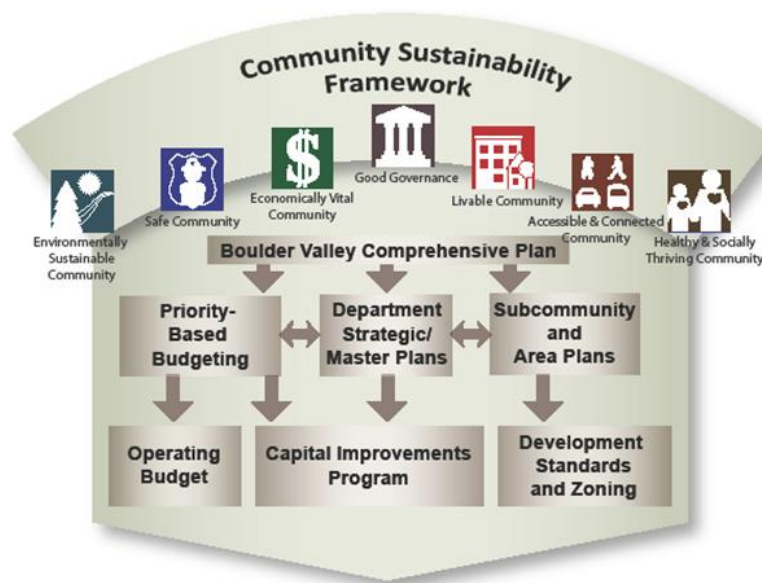 Community Sustainability
Framework
Good Governance
Economically Vital
Community
Livable Community
Safe Community
Accessible & Connected
Community
Environmentally
Sustainable
Community
Healthy & Socially
Thriving Community
Boulder Valley Comprehensive Plan
Priority-
Based
Budgeting
Department
Strategic/
Master Plans
Subcommunity
and
Area Plans
Operating
Budget
Capital Improvements
Program
Development
Standards
and Zoning